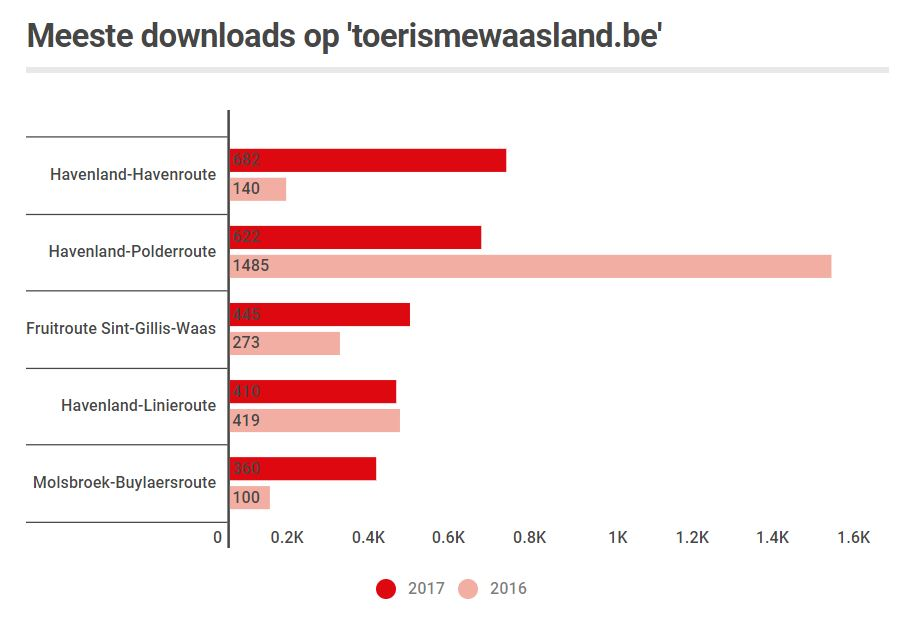 Meeste downloads op 'toerismewaasland.be'
682
Havenland-Havenroute
140
622
Havenland-Polderroute
1485
445
Fruitroute Sint-Gillis-Waas
273
410
Havenland-Linieroute
419
360
Molsbroek-Buylaersroute
100
0 0.2K 0.4K 0.6K 0.8K 1K 1.2K 1.4K 1.6K
2017 2016